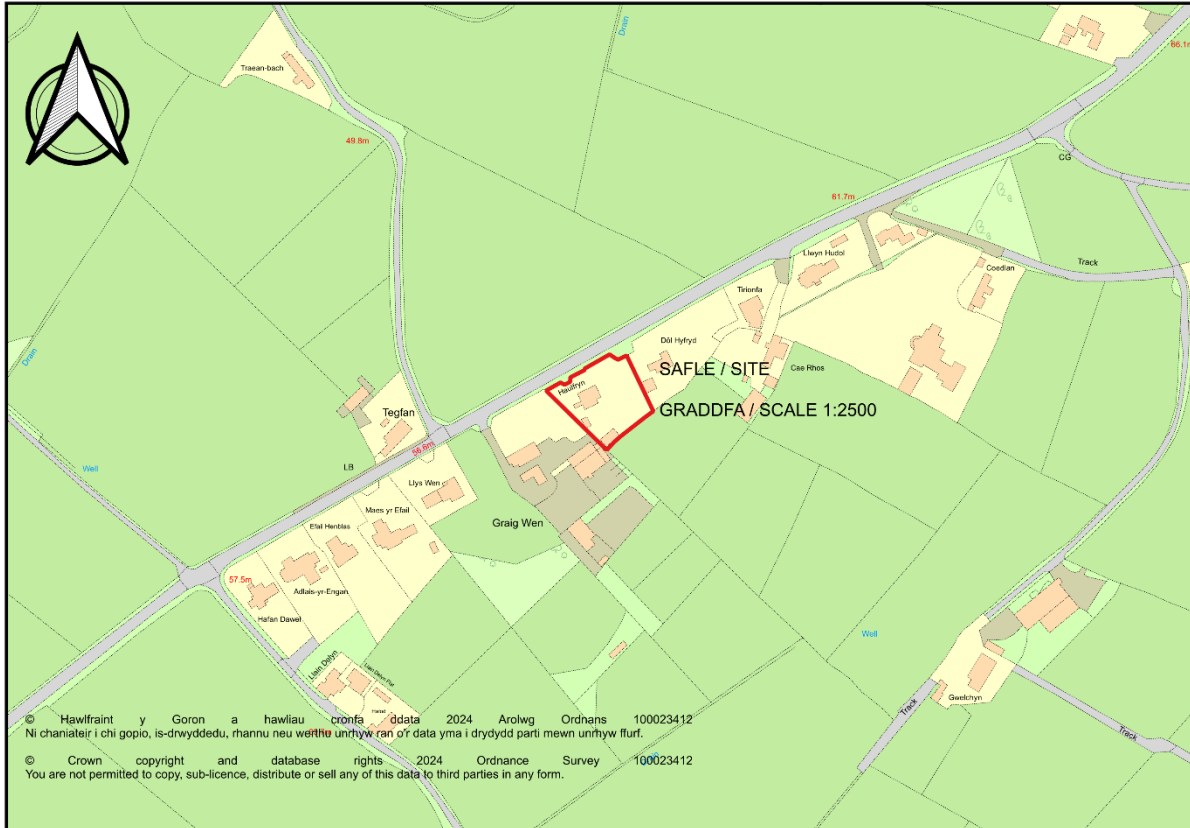 Drain
66.1m
Traean-bach
49.8m
CG
61.7m
Llwyn Hudol
Track
Coedlan
Tirionfa
Dôl Hyfryd
SAFLE / SITE
Cae Rhos
Haulfryn
GRADDFA / SCALE 1:2500
Drain
Tegfan
56.6m
Well
LB
Llys Wen
Maes yr Efail
Graig Wen
Efail Henblas
57.5m
Adlais-yr-Engan
Hafan Dawel
Well
Llain Delyn
Llain Delyn Flat
Hafod
Gwelchyn
Track
Track
© Hawlfraint y Goron a hawliau cronfa ddata 2024 Arolwg Ordnans 100023412
Ni chaniateir i chi gopio, is-drwyddedu, rhannu neu werthu unrhyw ran o'r data yma i drydydd parti mewn unrhyw ffurf.
© Crown copyright and database rights 2024 Ordnance Survey 100023412
You are not permitted to copy, sub-licence, distribute or sell any of this data to third parties in any form.